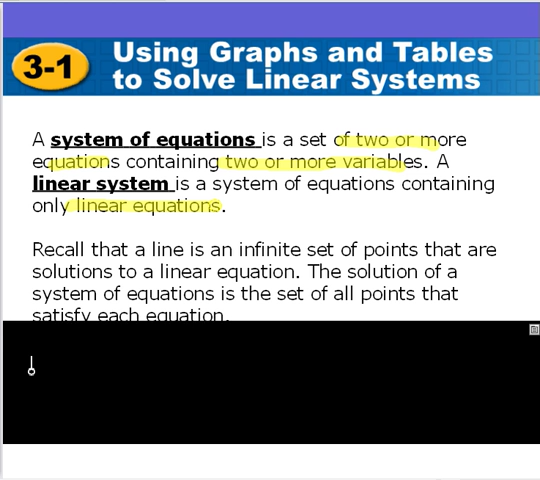 3-1
Using Graphs and Tables
to Solve Linear Systems
A system of equations is a set of two or more
equations containing two or more variables. A
linear system is a system of equations containing
only linear equations.
Recall that a line is an infinite set of points that are
solutions to a linear equation. The solution of a
system of equations is the set of all points that
satisfy each equation.